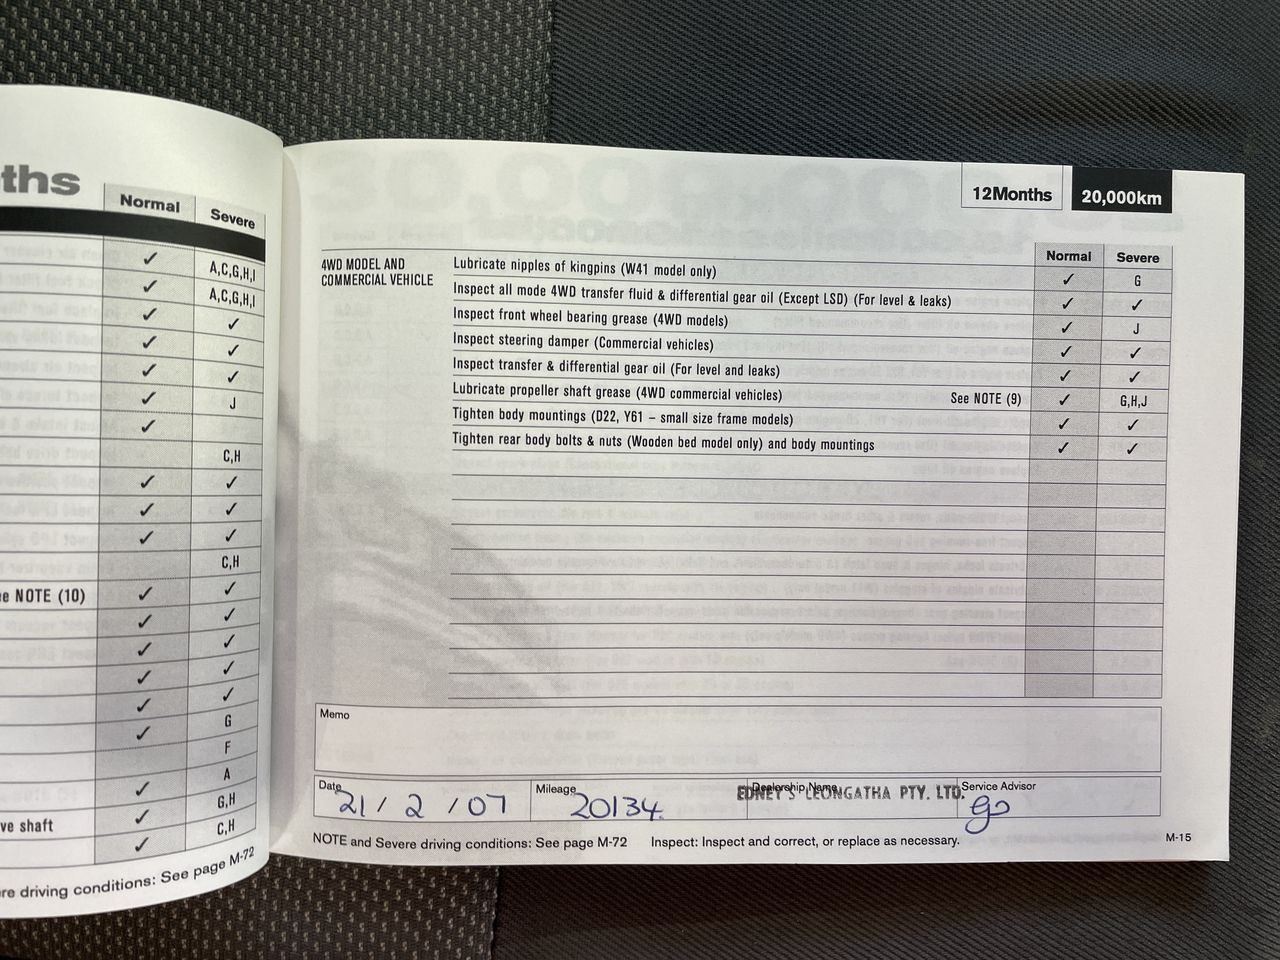 ths
Normal Severe
✓ A,C,G,H,I
✓ A,C,G,H,I
✓ ✓
✓ ✓
✓ ✓
✓ J
✓
C,H
✓ ✓
✓ ✓
✓ ✓
C,H
e NOTE (10) ✓ ✓
✓ ✓
✓ ✓
✓ ✓
✓ ✓
✓ G
F
✓ A
ve shaft ✓ G,H
✓ C,H
re driving conditions: See page M-72
12Months 20,000km
Normal Severe
4WD MODEL AND
COMMERCIAL VEHICLE
Lubricate nipples of kingpins (W41 model only) ✓ G
Inspect all mode 4WD transfer fluid & differential gear oil (Except LSD) (For level & leaks) ✓ ✓
Inspect front wheel bearing grease (4WD models) ✓ J
Inspect steering damper (Commercial vehicles) ✓ ✓
Inspect transfer & differential gear oil (For level and leaks) ✓ ✓
Lubricate propeller shaft grease (4WD commercial vehicles) See NOTE (9) ✓ G,H,J
Tighten body mountings (D22, Y61 – small size frame models) ✓ ✓
Tighten rear body bolts & nuts (Wooden bed model only) and body mountings ✓ ✓
Memo
Date Mileage Dealership Name Service Advisor
21 / 2 / 07 20134 EDNEY'S LEONGATHA PTY. LTD. go
NOTE and Severe driving conditions: See page M-72 Inspect: Inspect and correct, or replace as necessary. M-15